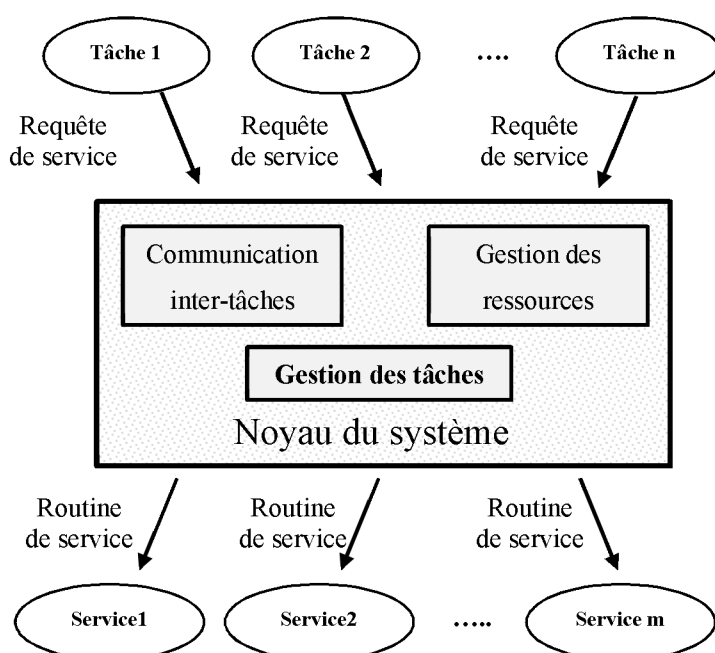 Tâche 1
Tâche 2
....
Tâche n
Requête
de service
Requête
de service
Requête
de service
Communication
inter-tâches
Gestion des
ressources
Gestion des tâches
Noyau du système
Routine
de service
Routine
de service
Routine
de service
Service1
Service2
.....
Service m